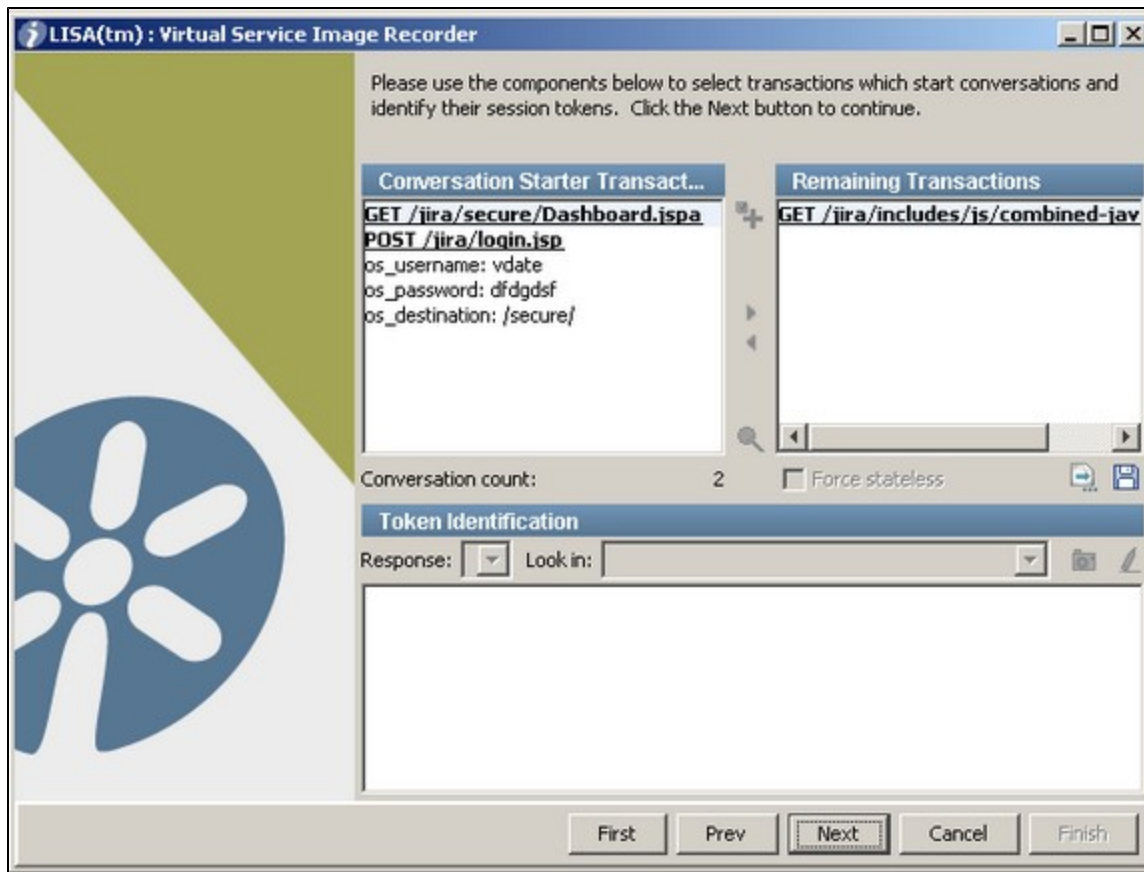 LISA(tm) : Virtual Service Image Recorder
Please use the components below to select transactions which start conversations and
identify their session tokens. Click the Next button to continue.
Conversation Starter Transact...
GET /jira/secure/Dashboard.jspa
POST /jira/login.jsp
os_username: vdate
os_password: dfdgdsf
os_destination: /secure/
Remaining Transactions
GET /jira/includes/js/combined-jav
Conversation count: 2
Force stateless
Token Identification
Response: Look in:
First Prev Next Cancel Finish